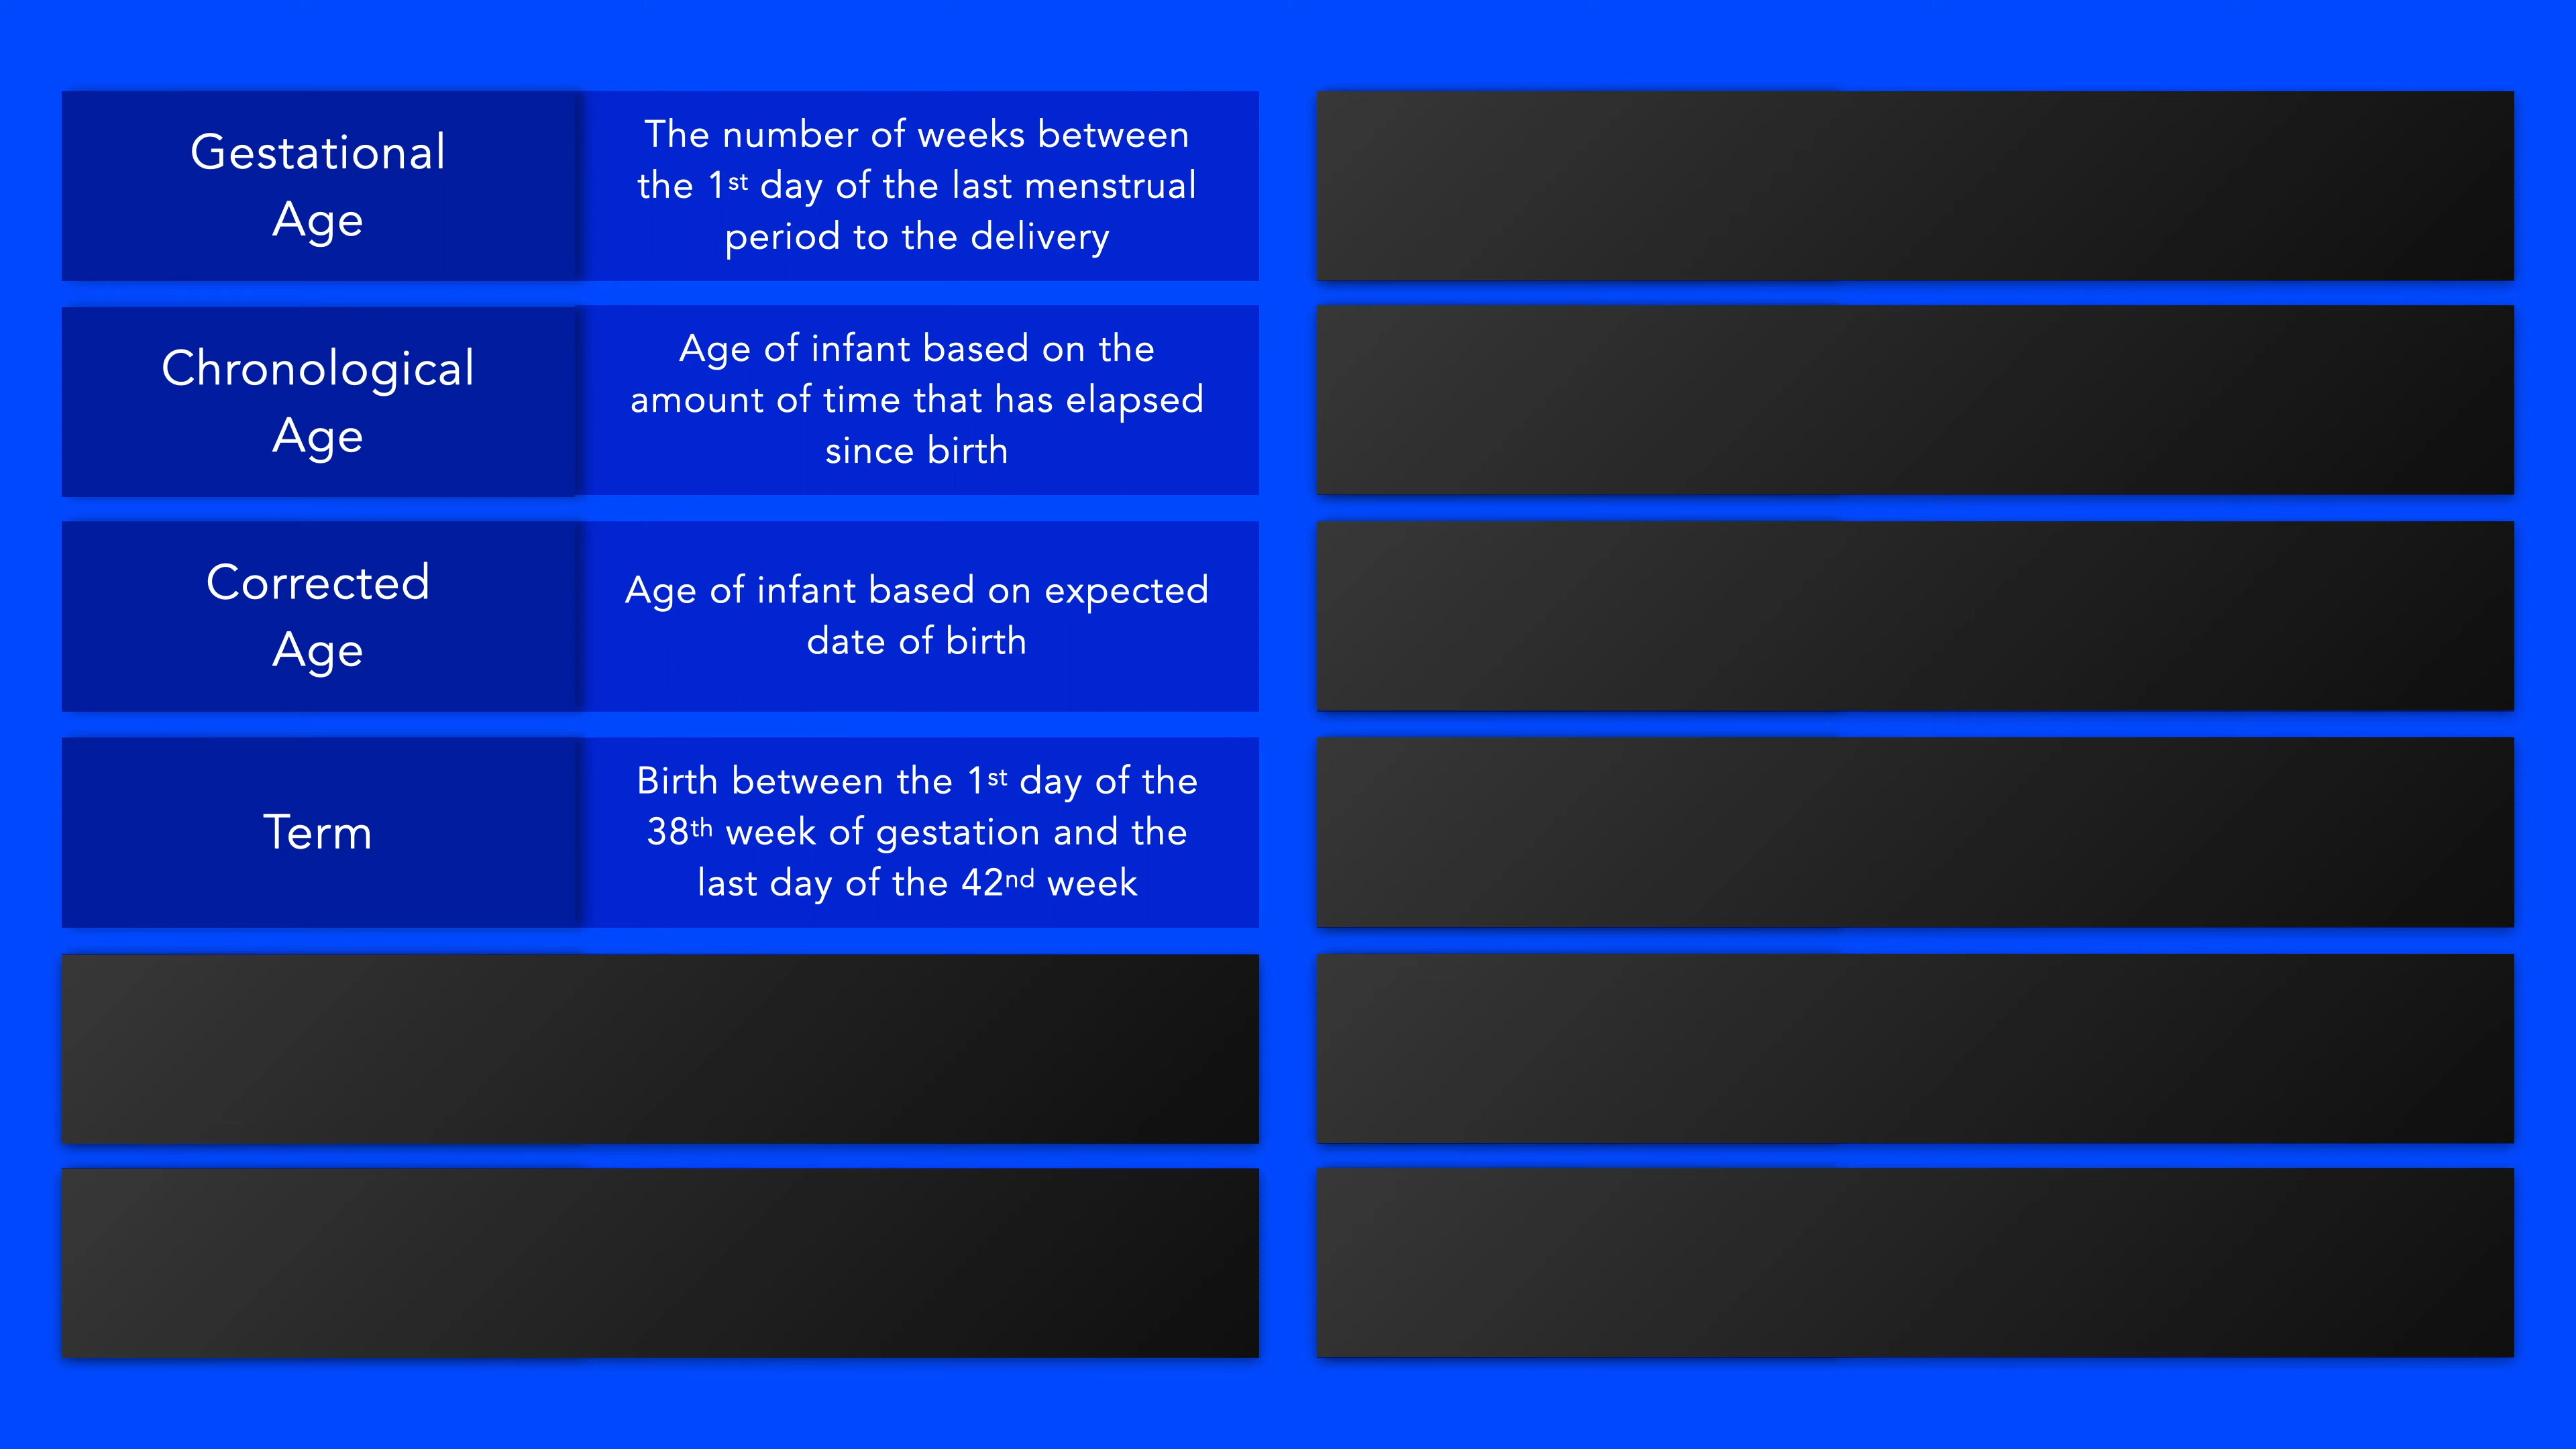 Gestational
Age
The number of weeks between
the 1st day of the last menstrual
period to the delivery
Chronological
Age
Age of infant based on the
amount of time that has elapsed
since birth
Corrected
Age
Age of infant based on expected
date of birth
Term
Birth between the 1st day of the
38th week of gestation and the
last day of the 42nd week